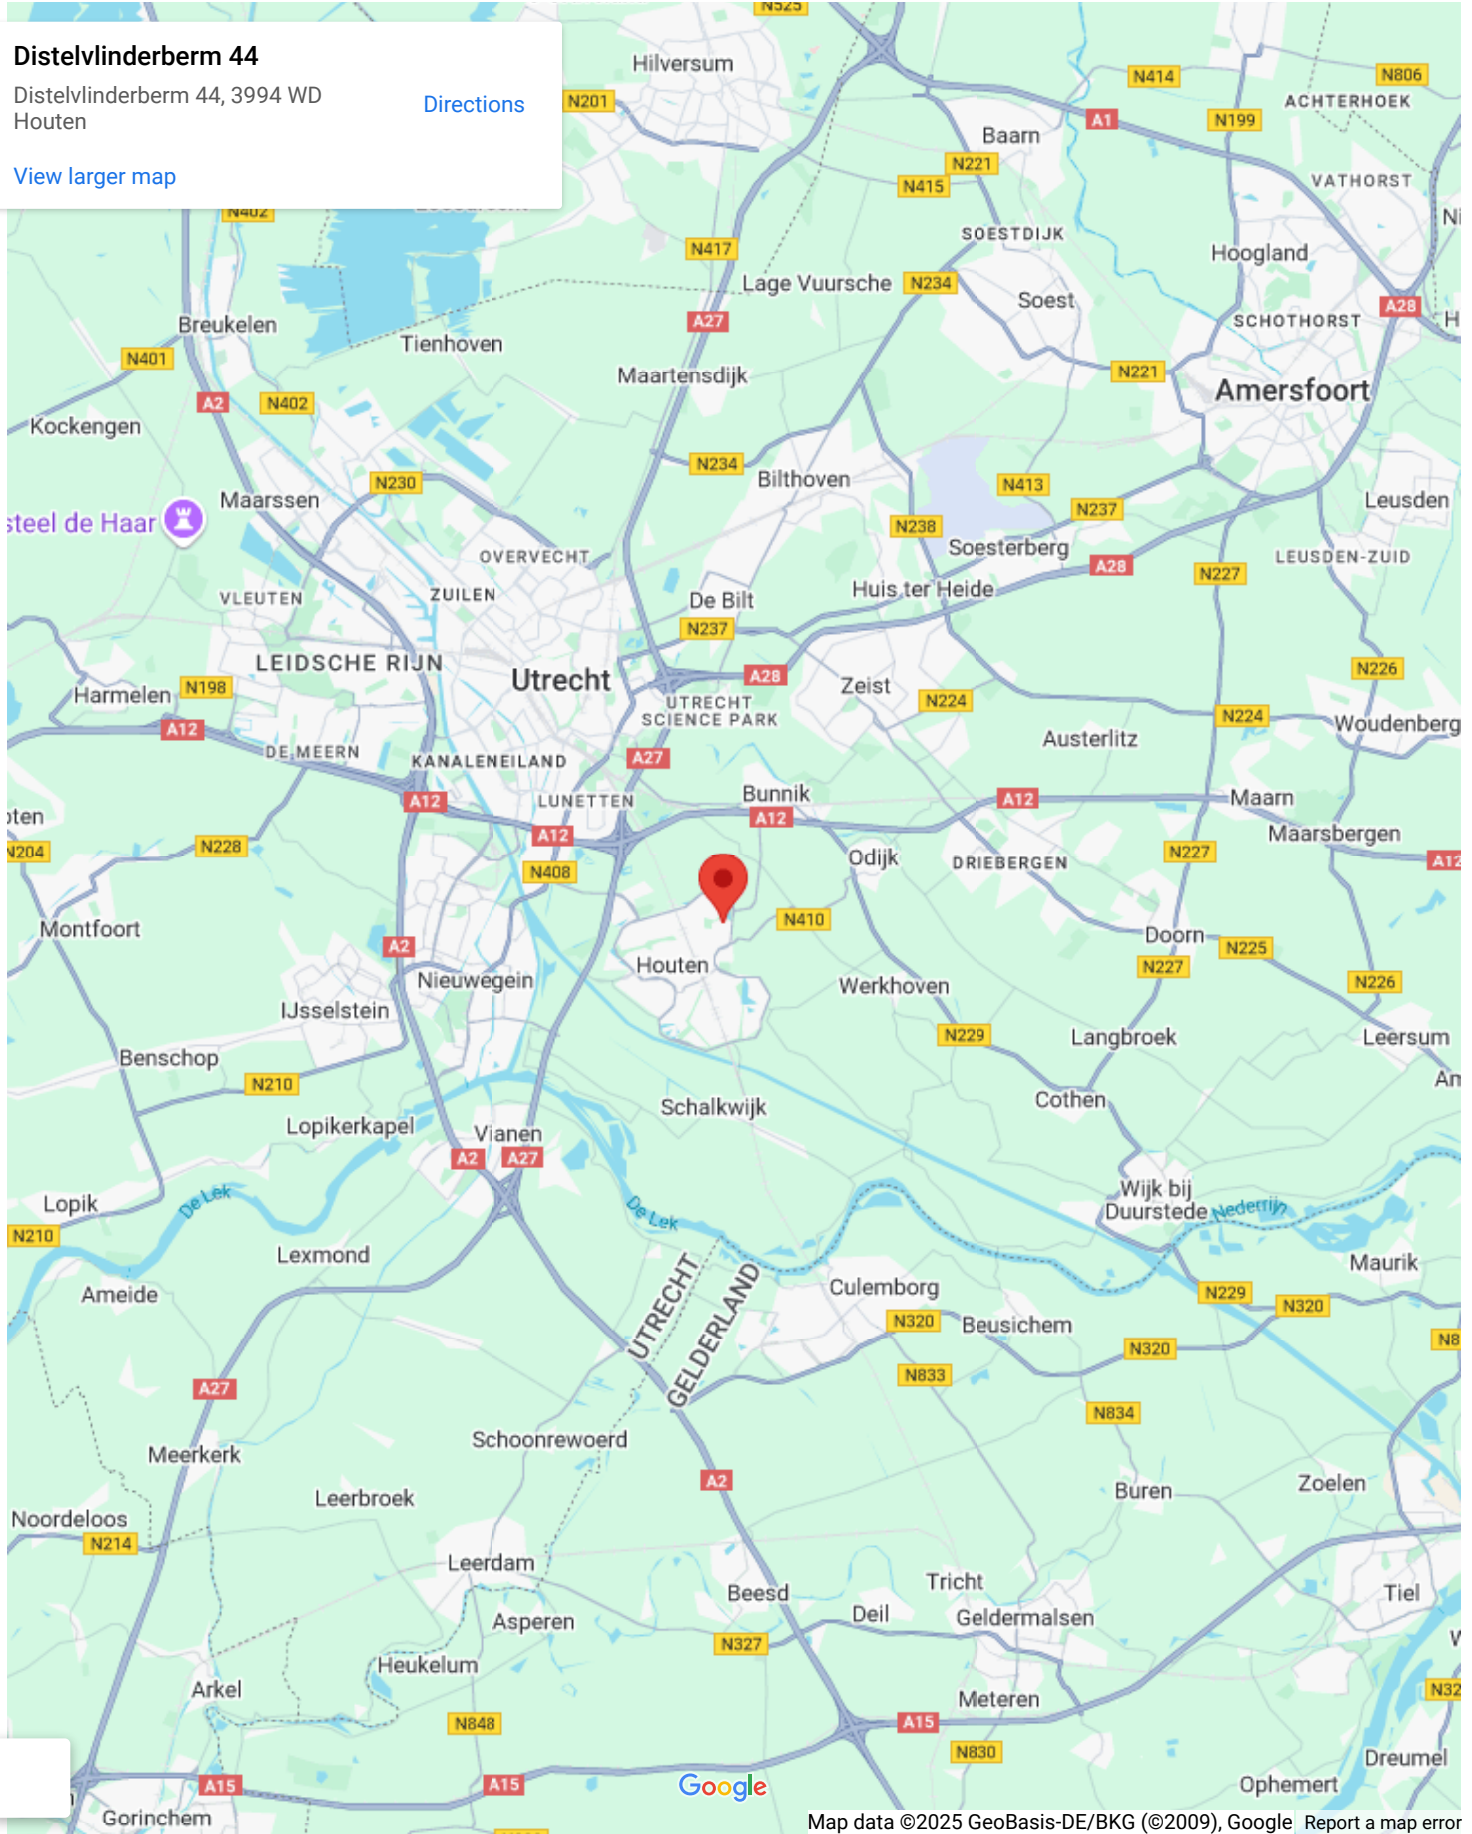 Distelvlinderberm 44
Distelvlinderberm 44, 3994 WD
Houten
Directions
View larger map
N525
Hilversum
N201
N414
N806
ACHTERHOEK
A1
N199
Baarn
N221
N415
VATHORST
N402
N417
SOESTDIJK
Hoogland
Lage Vuursche
N234
Soest
A28
SCHOTHORST
Breukelen
A27
Tienhoven
N401
Maartensdijk
N221
Amersfoort
A2
N402
Kockengen
N234
Bilthoven
N230
N413
Maarssen
Leusden
N237
steel de Haar
N238
Soesterberg
OVERVECHT
LEUSDEN-ZUID
A28
N227
Huis ter Heide
VLEUTEN
ZUILEN
De Bilt
N237
LEIDSCHE RIJN
Utrecht
A28
N226
Harmelen
N198
Zeist
N224
UTRECHT
SCIENCE PARK
N224
Woudenberg
A12
Austerlitz
DE MEERN
KANALENEILAND
A27
Bunnik
A12
LUNETTEN
A12
Maarn
A12
A12
Maarsbergen
N204
N228
N408
Odijk
DRIEBERGEN
N227
A12
N410
Montfoort
Doorn
N225
A2
Houten
N227
Nieuwegein
Werkhoven
N226
IJsselstein
N229
Langbroek
Leersum
Benschop
N210
Cothen
Schalkwijk
Lopikerkapel
Vianen
A2
A27
Wijk bij
Duurstede
Nederrijn
Lopik
De Lek
De Lek
N210
Lexmond
UTRECHT
GELDERLAND
Maurik
Ameide
Culemborg
N229
N320
N320
Beusichem
N320
A27
N833
N834
Meerkerk
Schoonrewoerd
A2
Leerbroek
Buren
Zoelen
Noordeloos
N214
Leerdam
Beesd
Tricht
Tiel
Asperen
Deil
Geldermalsen
N327
Heukelum
Arkel
Meteren
N848
A15
N830
Dreumel
A15
A15
Google
Ophemert
Gorinchem
Map data ©2025 GeoBasis-DE/BKG (©2009), Google
Report a map error